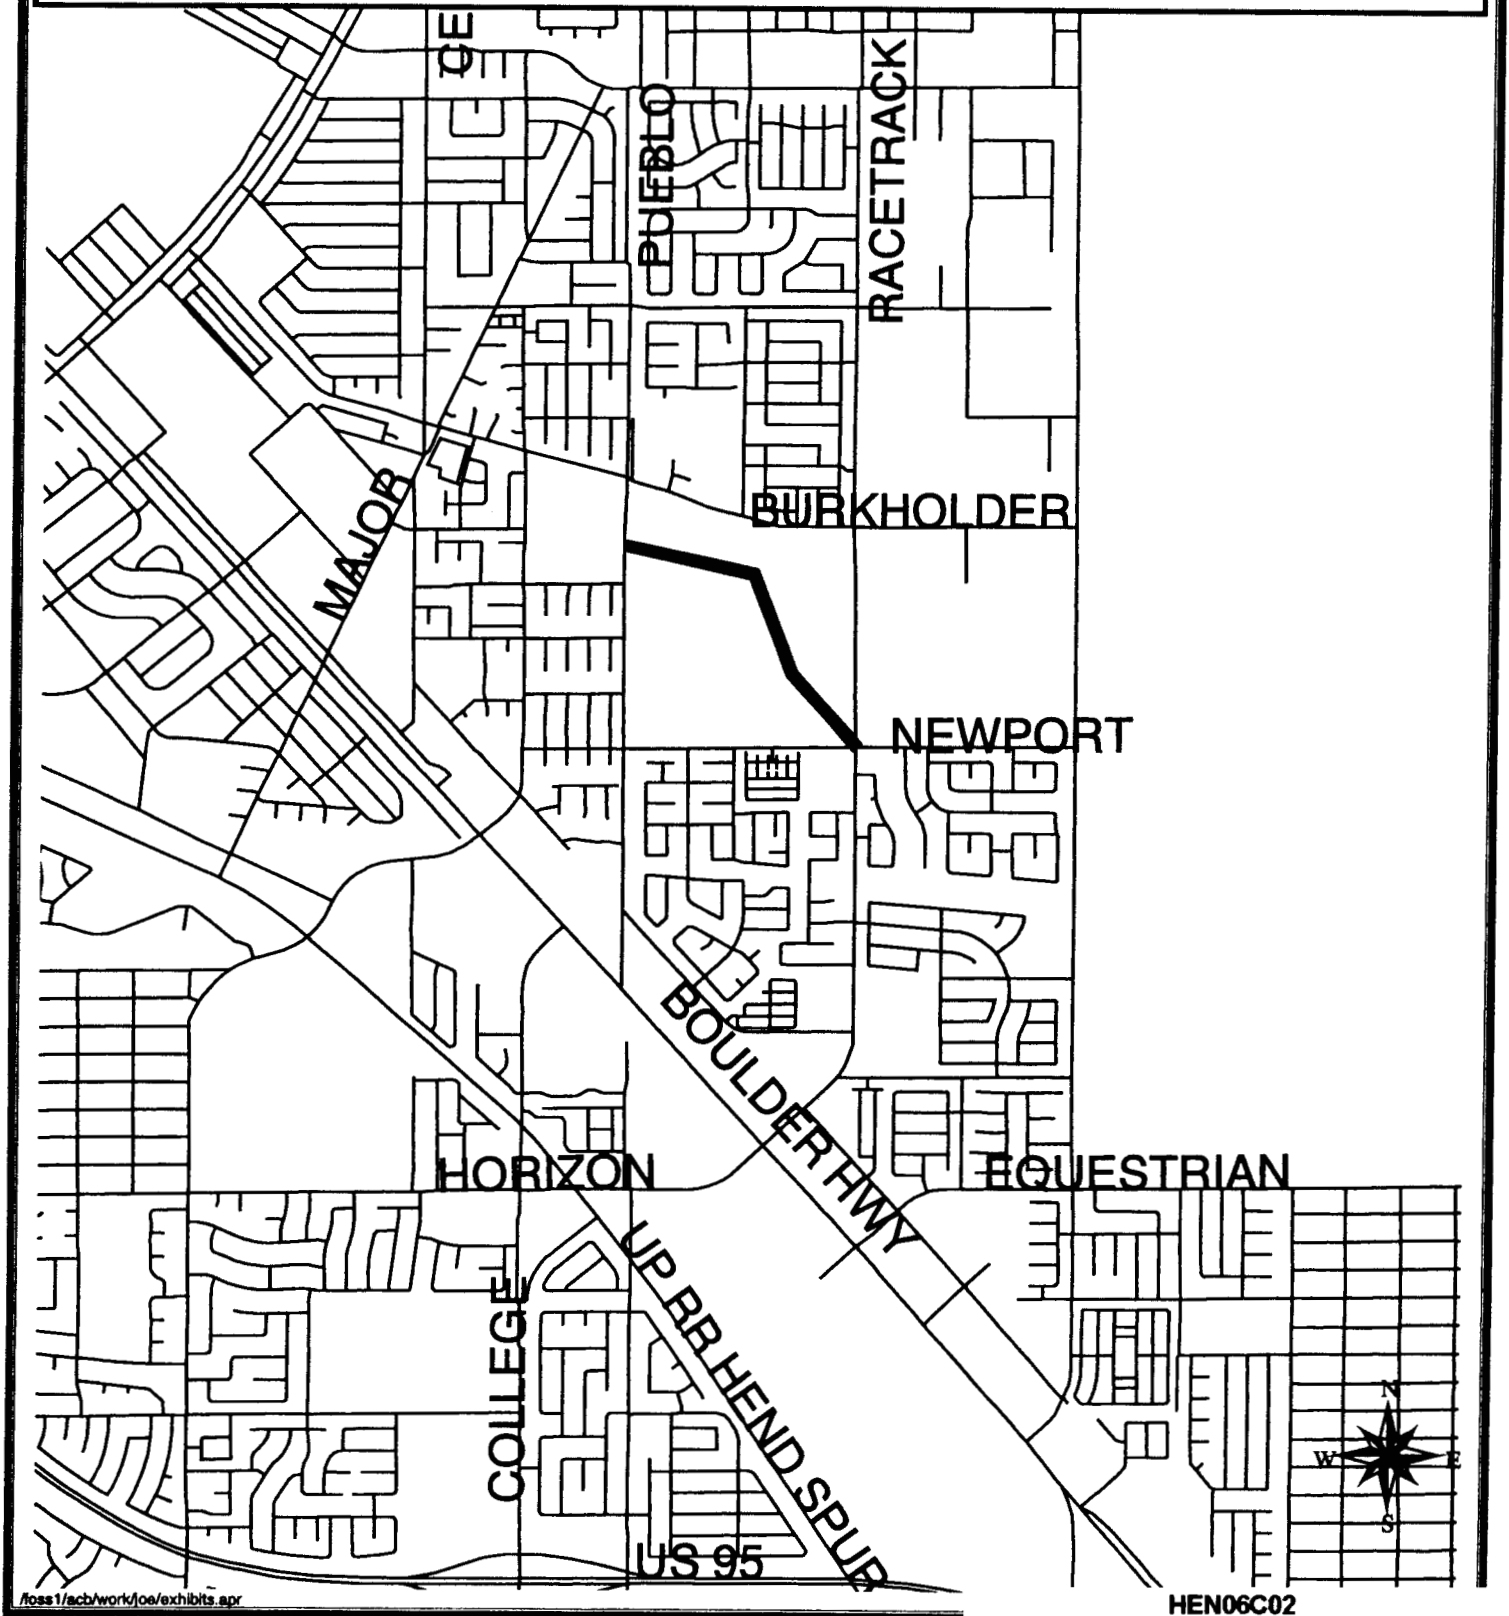 CE
PUEBLO
RACETRACK
MAJOR
BURKHOLDER
NEWPORT
BOULDER HWY
HORIZON
EQUESTRIAN
UP RR HEND SPUR
COLLEGE
US 95
N
W E
S
/foss1/acb/work/joe/exhibits.apr
HEN06C02